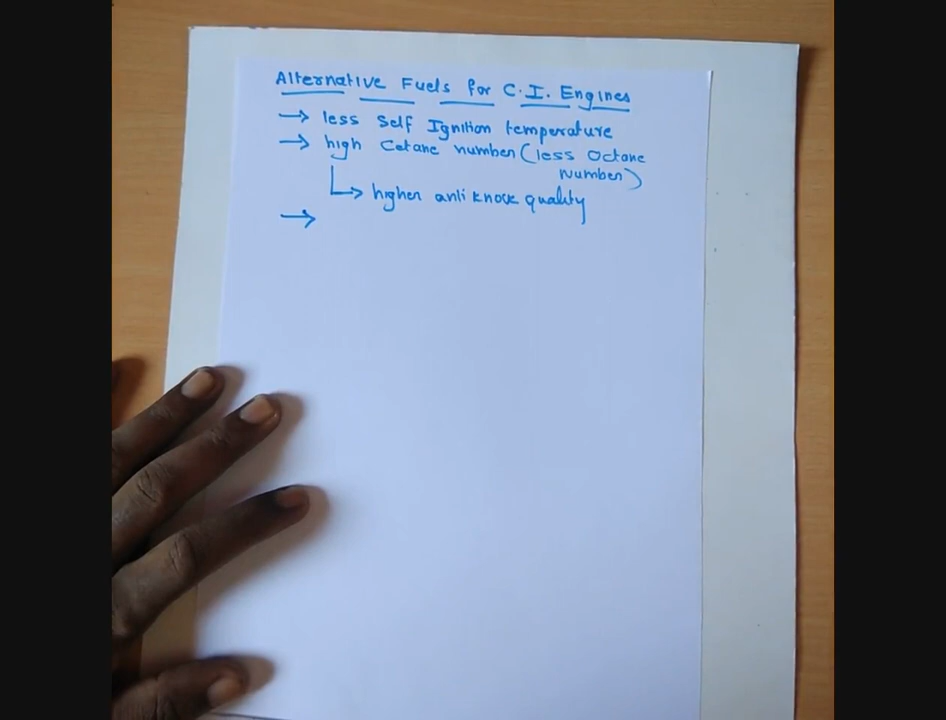 Alternative Fuels for C.I. Engines
→ less Self Ignition temperature
→ high Cetane number (less Octane
Number)
↳ higher anti knock quality
→